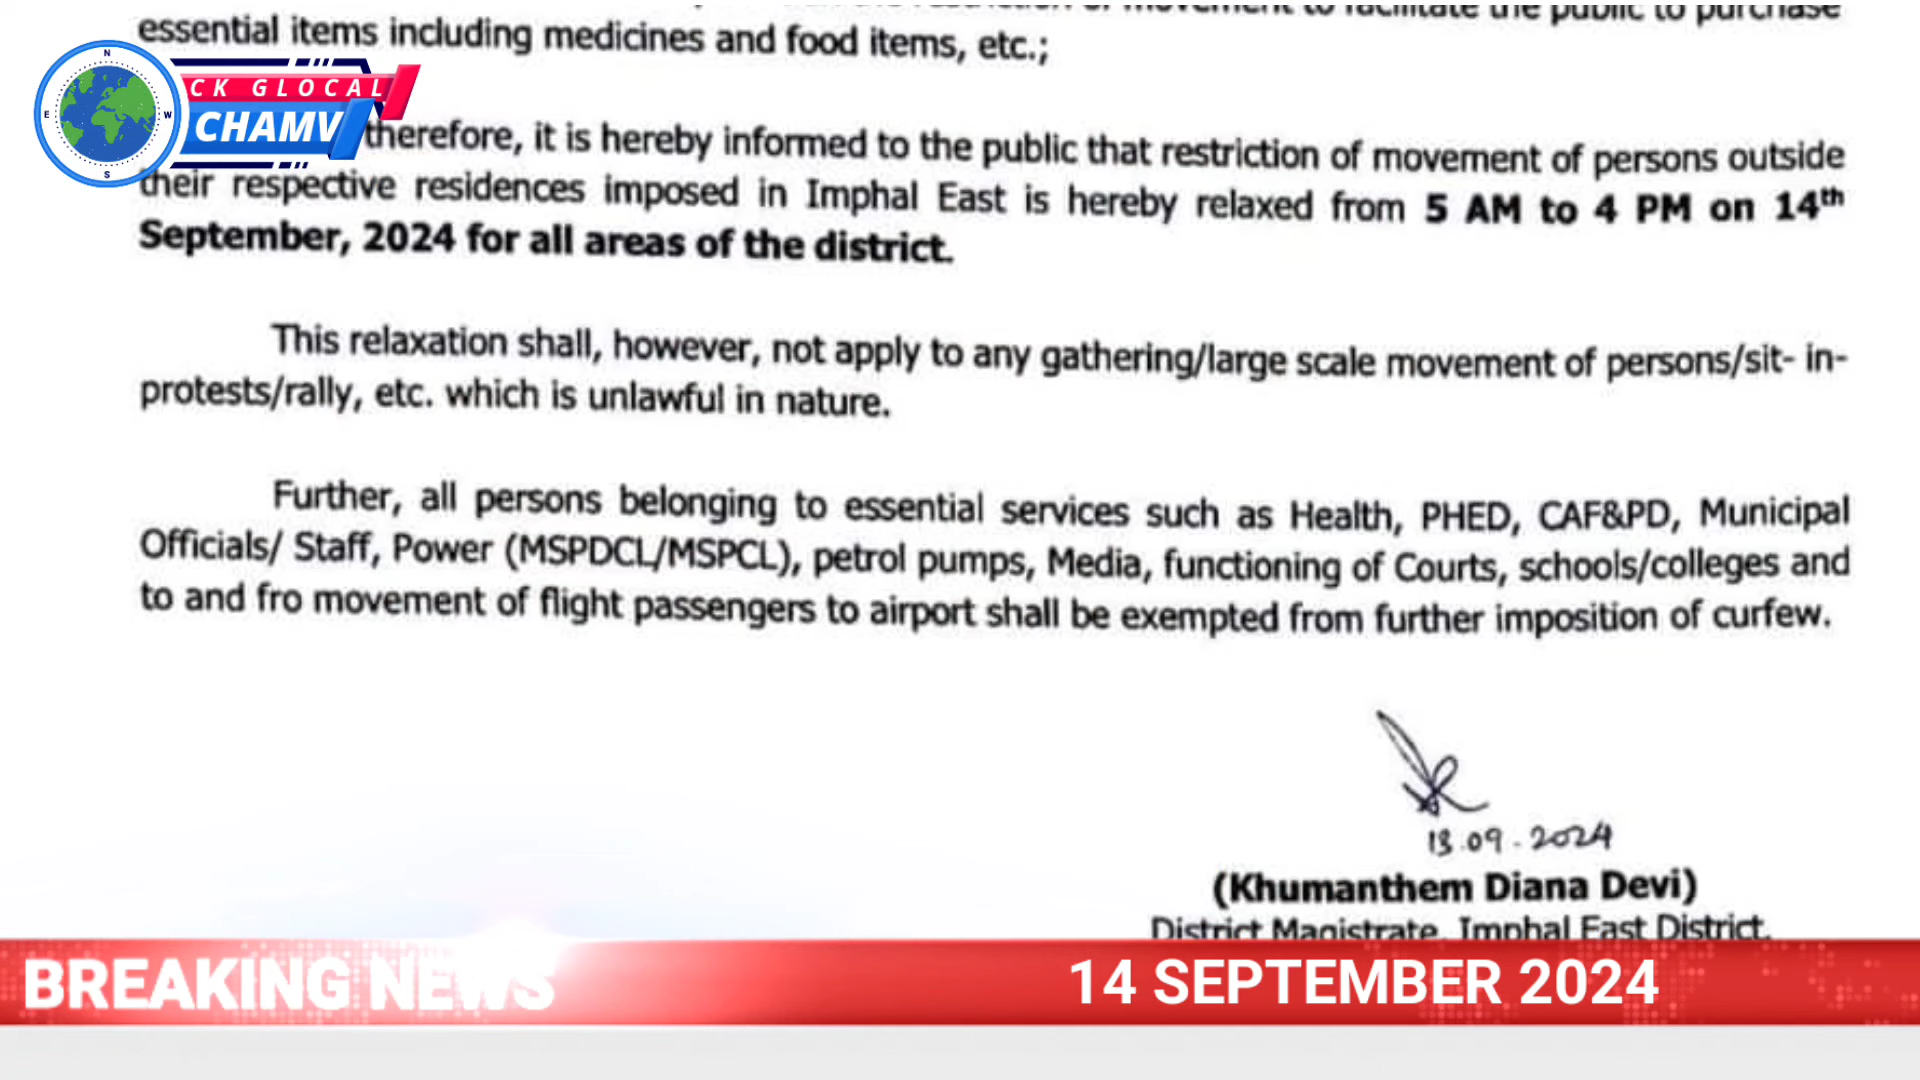 essential items including medicines and food items, etc.;
N
E
W
S
CK GLOCAL
CHAMV
therefore, it is hereby informed to the public that restriction of movement of persons outside
their respective residences imposed in Imphal East is hereby relaxed from 5 AM to 4 PM on 14th
September, 2024 for all areas of the district.
This relaxation shall, however, not apply to any gathering/large scale movement of persons/sit- in-
protests/rally, etc. which is unlawful in nature.
Further, all persons belonging to essential services such as Health, PHED, CAF&PD, Municipal
Officials/ Staff, Power (MSPDCL/MSPCL), petrol pumps, Media, functioning of Courts, schools/colleges and
to and fro movement of flight passengers to airport shall be exempted from further imposition of curfew.
13.09.2024
(Khumanthem Diana Devi)
District Magistrate, Imphal East District.
BREAKING NEWS
14 SEPTEMBER 2024